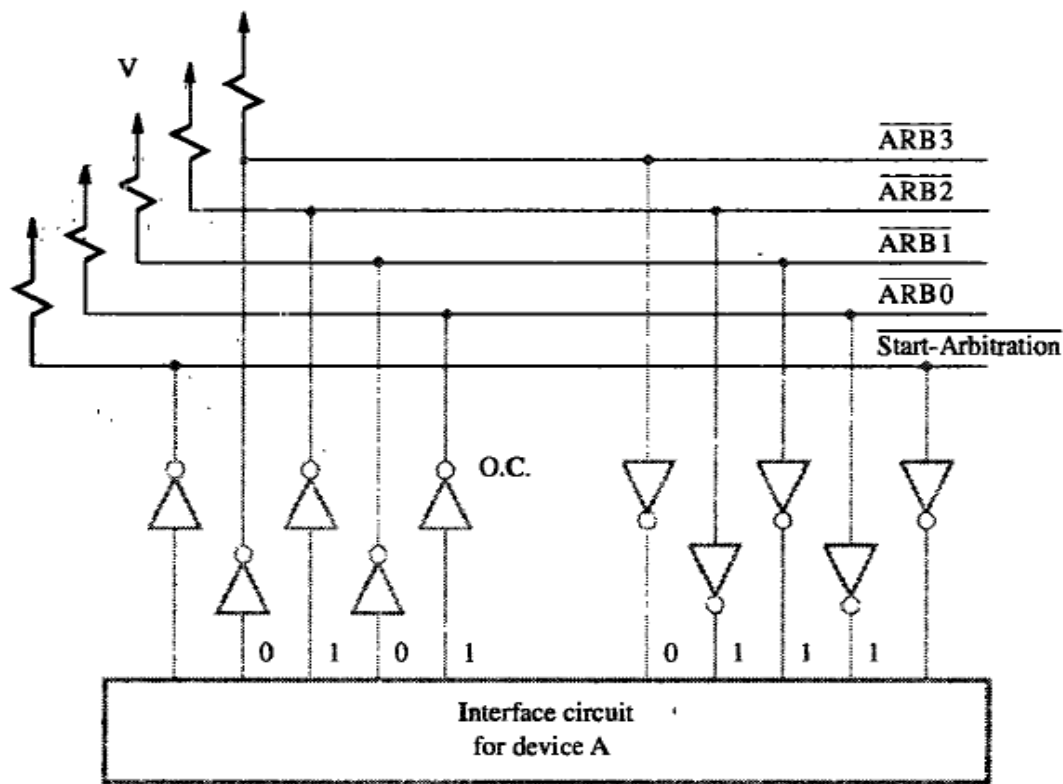 V
ARB3
ARB2
ARB1
ARB0
Start-Arbitration
O.C.
0 1 0 1 0 1 1 1
Interface circuit
for device A